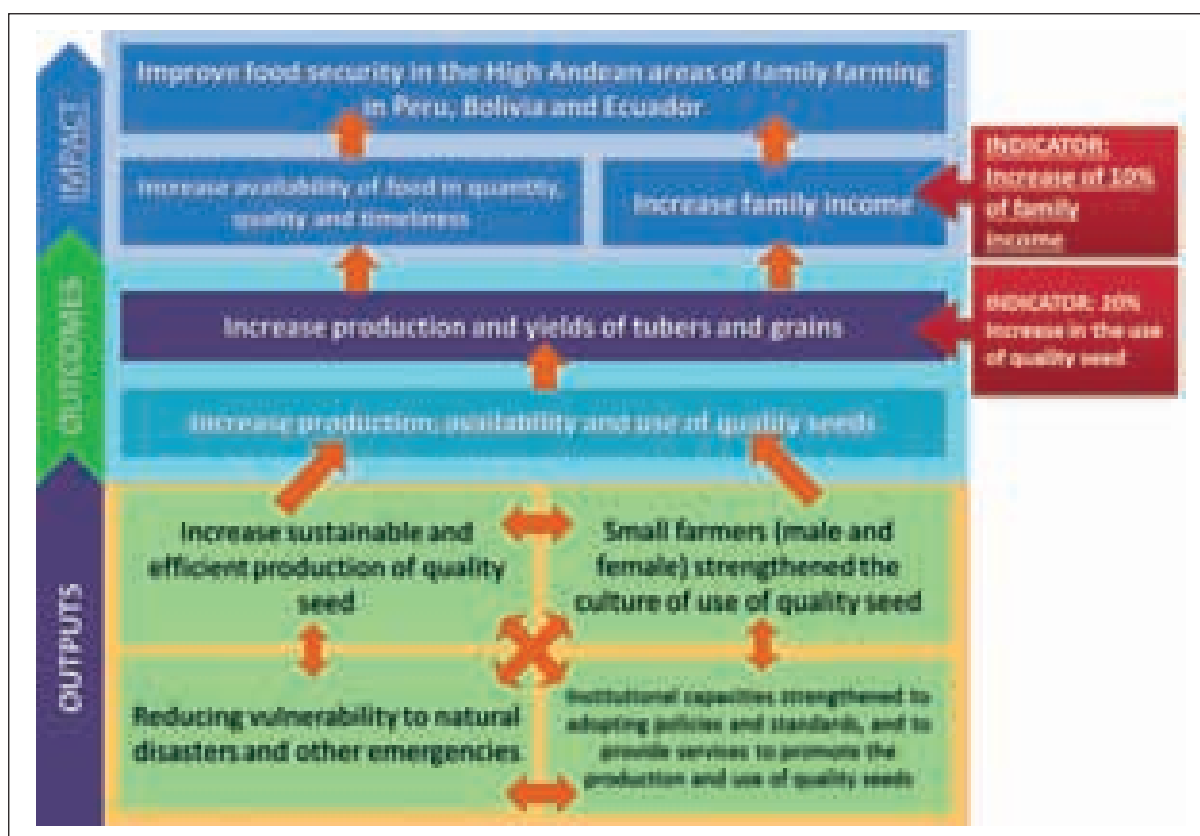 IMPACT
Improve food security in the High Andean areas of family farming
in Peru, Bolivia and Ecuador
Increase availability of food in quantity,
quality and timeliness
Increase family income
INDICATOR:
Increase of 10%
of family
income
OUTCOMES
Increase production and yields of tubers and grains
INDICATOR: 20%
Increase in the use
of quality seed
Increase production, availability and use of quality seeds
OUTPUTS
Increase sustainable and
efficient production of quality
seed
Small farmers (male and
female) strengthened the
culture of use of quality seed
Reducing vulnerability to natural
disasters and other emergencies
Institutional capacities strengthened to
adopting policies and standards, and to
provide services to promote the
production and use of quality seeds